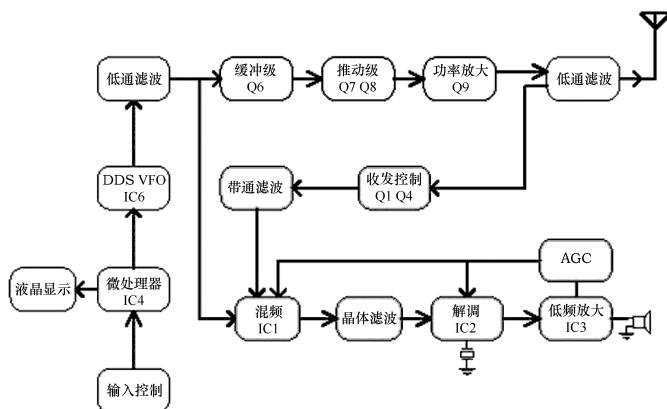 低通滤波
缓冲级
Q6
推动级
Q7 Q8
功率放大
Q9
低通滤波
DDS VFO
IC6
带通滤波
收发控制
Q1 Q4
液晶显示
微处理器
IC4
AGC
混频
IC1
晶体滤波
解调
IC2
低频放大
IC3
输入控制